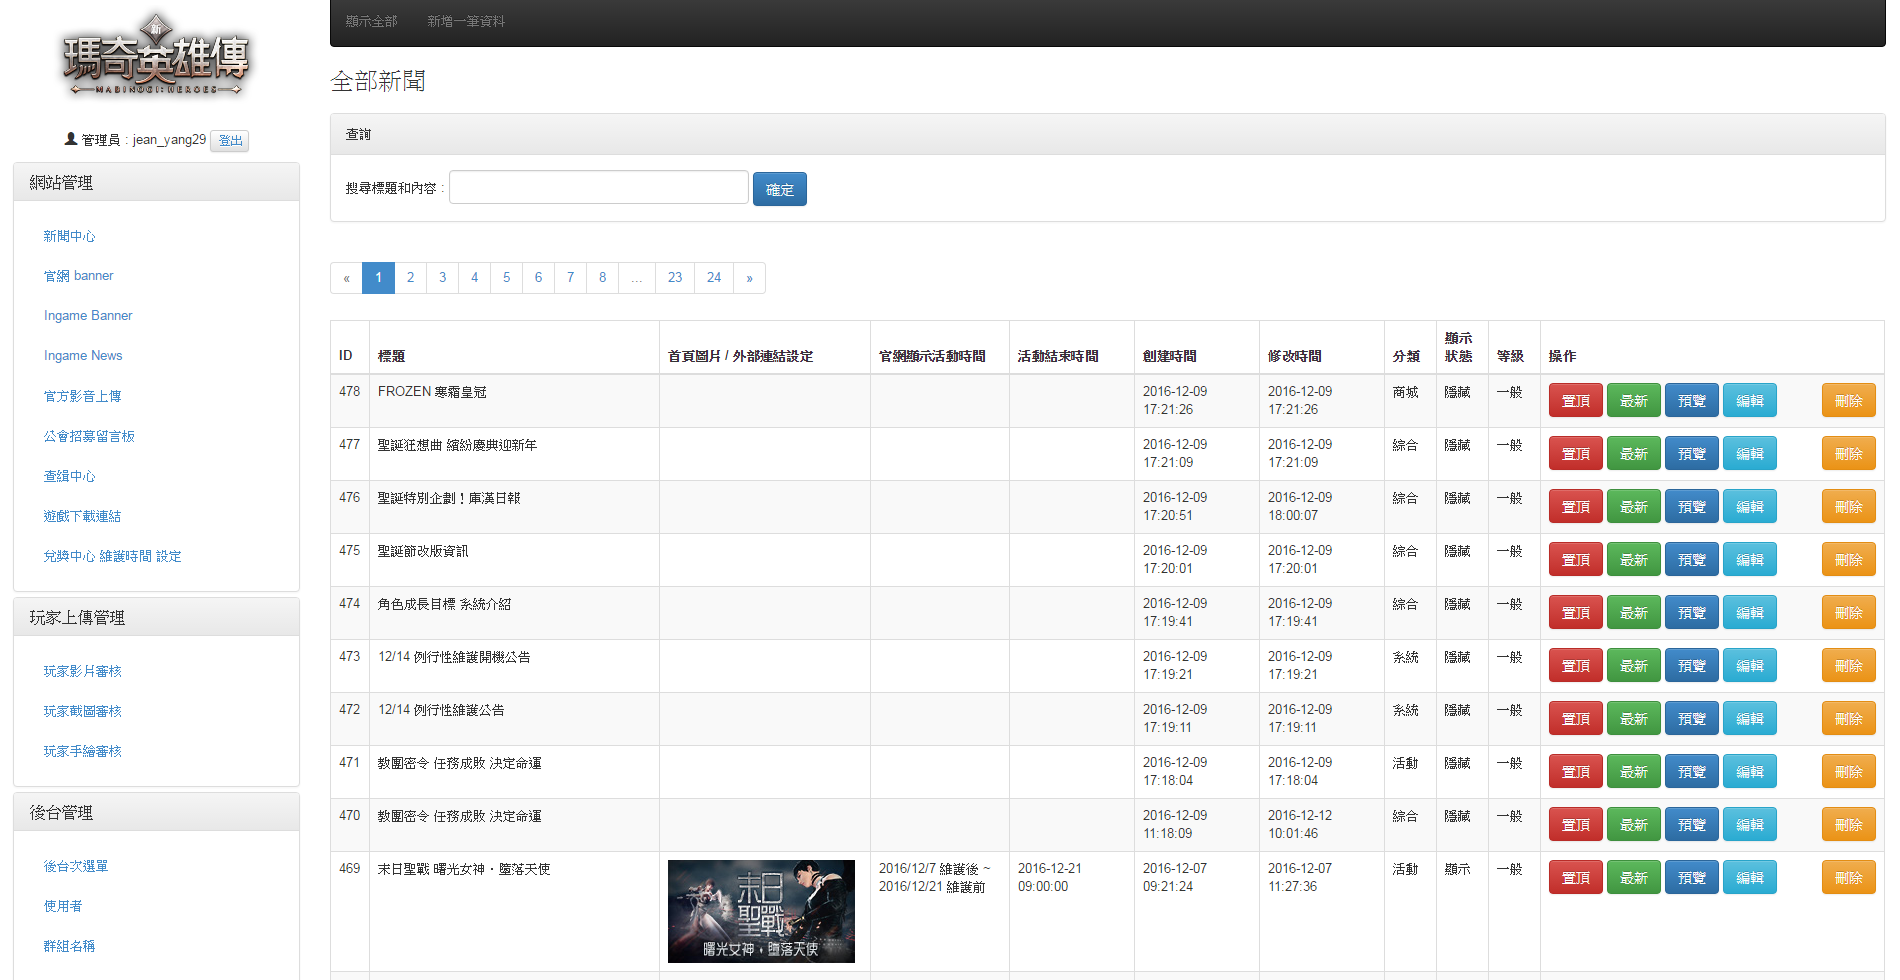 新
瑪奇英雄傳
MABINOGI: HEROES
管理員 : jean_yang29 登出
網站管理
新聞中心
官網 banner
Ingame Banner
Ingame News
官方影音上傳
公會招募留言板
查緝中心
遊戲下載連結
兌獎中心 維護時間 設定
玩家上傳管理
玩家影片審核
玩家截圖審核
玩家手繪審核
後台管理
後台次選單
使用者
群組名稱
顯示全部 新增一筆資料
全部新聞
查詢
搜尋標題和內容 : 確定
« 1 2 3 4 5 6 7 8 ... 23 24 »
ID 標題 首頁圖片 / 外部連結設定 官網顯示活動時間 活動結束時間 創建時間 修改時間 分類 顯示狀態 等級 操作
478 FROZEN 寒霜皇冠 2016-12-09 17:21:26 2016-12-09 17:21:26 商城 隱藏 一般 置頂 最新 預覽 編輯 刪除
477 聖誕狂想曲 繽紛慶典迎新年 2016-12-09 17:21:09 2016-12-09 17:21:09 綜合 隱藏 一般 置頂 最新 預覽 編輯 刪除
476 聖誕特別企劃！庫漢日報 2016-12-09 17:20:51 2016-12-09 18:00:07 綜合 隱藏 一般 置頂 最新 預覽 編輯 刪除
475 聖誕節改版資訊 2016-12-09 17:20:01 2016-12-09 17:20:01 綜合 隱藏 一般 置頂 最新 預覽 編輯 刪除
474 角色成長目標 系統介紹 2016-12-09 17:19:41 2016-12-09 17:19:41 綜合 隱藏 一般 置頂 最新 預覽 編輯 刪除
473 12/14 例行性維護開機公告 2016-12-09 17:19:21 2016-12-09 17:19:21 系統 隱藏 一般 置頂 最新 預覽 編輯 刪除
472 12/14 例行性維護公告 2016-12-09 17:19:11 2016-12-09 17:19:11 系統 隱藏 一般 置頂 最新 預覽 編輯 刪除
471 教團密令 任務成敗 決定命運 2016-12-09 17:18:04 2016-12-09 17:18:04 活動 隱藏 一般 置頂 最新 預覽 編輯 刪除
470 教團密令 任務成敗 決定命運 2016-12-09 11:18:09 2016-12-12 10:01:46 綜合 隱藏 一般 置頂 最新 預覽 編輯 刪除
469 末日聖戰 曙光女神・墮落天使 2016/12/7 維護後 ~ 2016/12/21 維護前 2016-12-21 09:00:00 2016-12-07 09:21:24 2016-12-07 11:27:36 活動 顯示 一般 置頂 最新 預覽 編輯 刪除
末日
聖戰
曙光女神・墮落天使